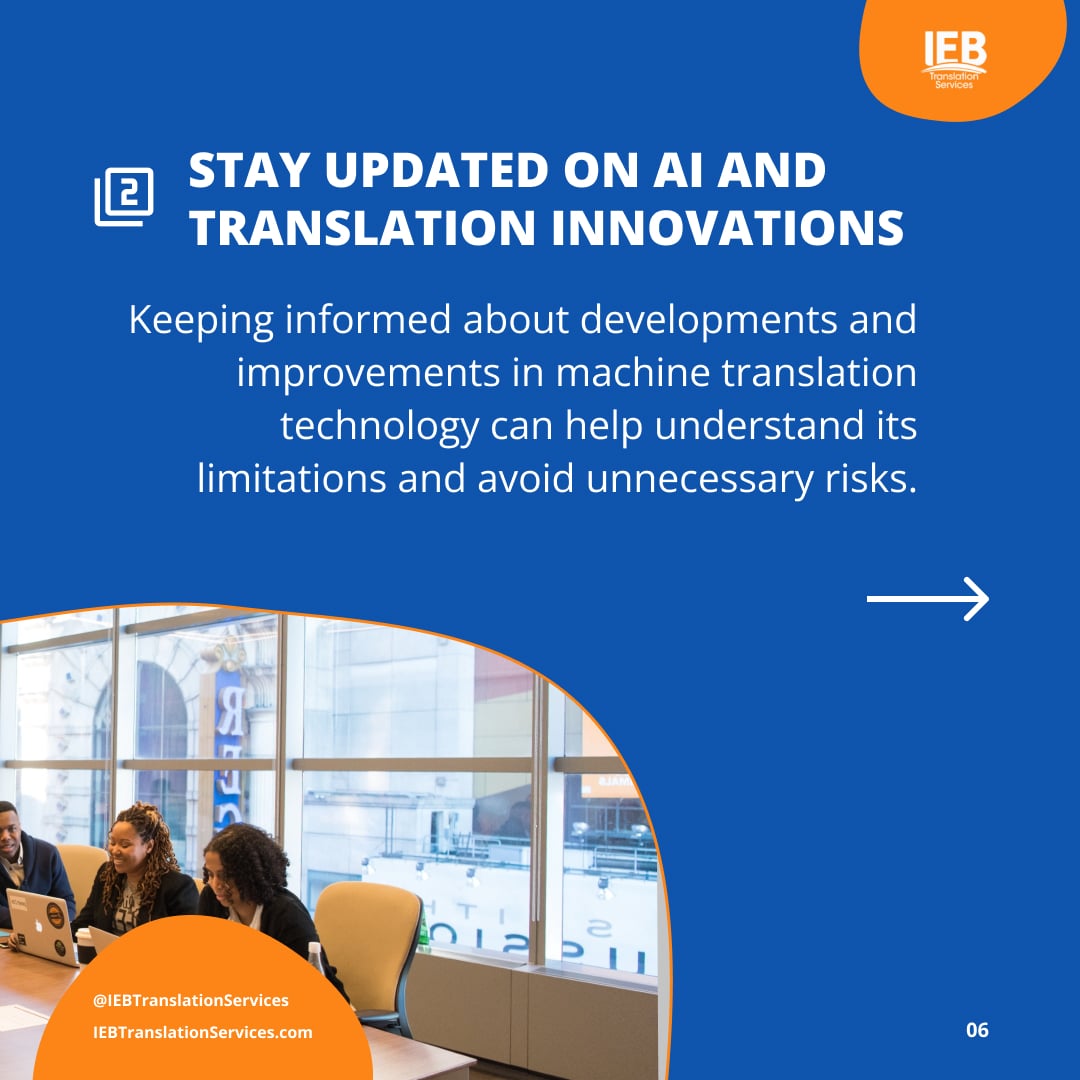 IEB
Translation
Services
2
STAY UPDATED ON AI AND
TRANSLATION INNOVATIONS
Keeping informed about developments and
improvements in machine translation
technology can help understand its
limitations and avoid unnecessary risks.
REC
@IEBTranslationServices
IEBTranslationServices.com
06